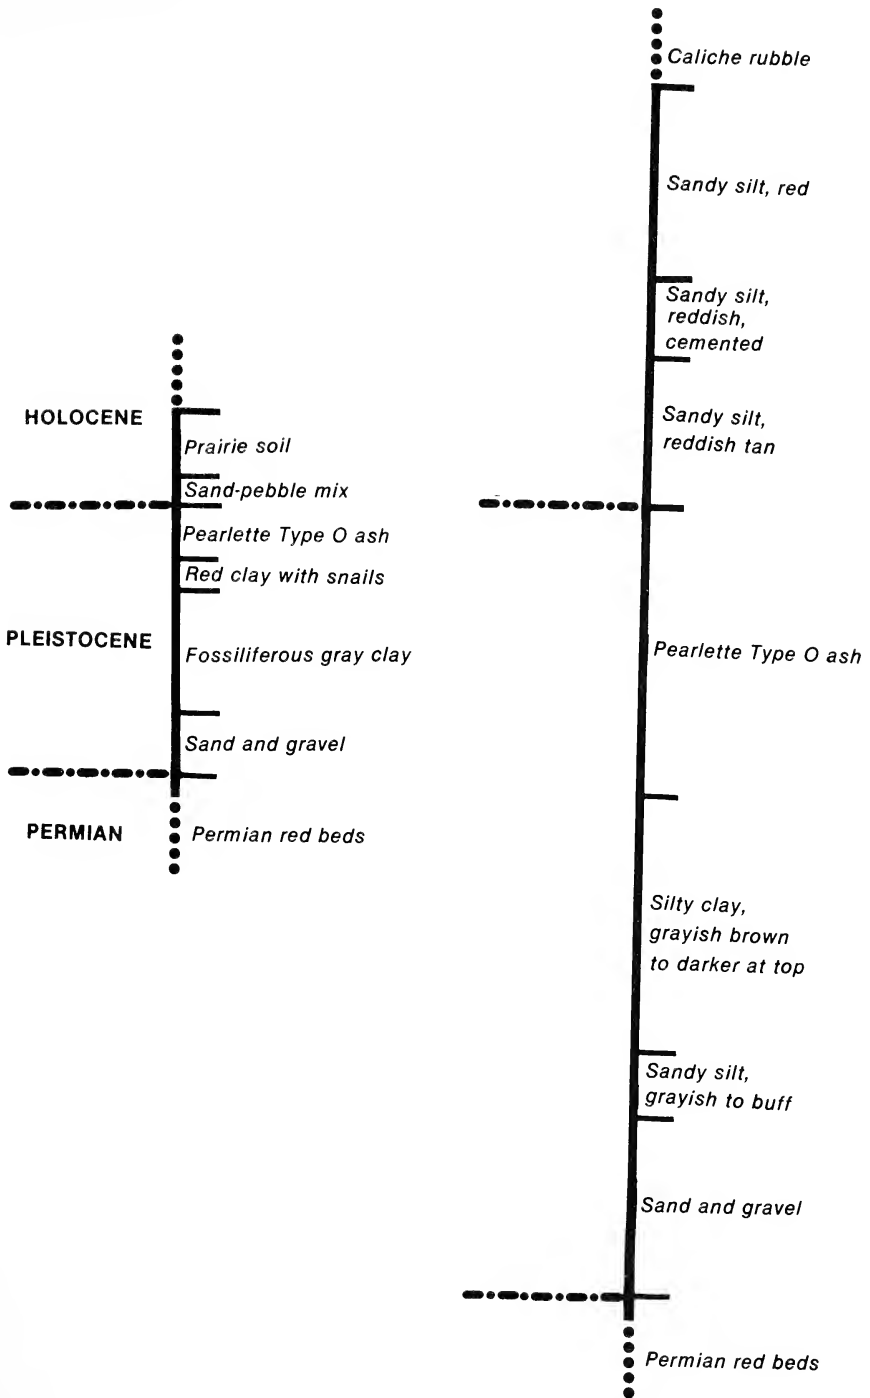 HOLOCENE
Prairie soil
Sand-pebble mix
Pearlette Type O ash
Red clay with snails
PLEISTOCENE
Fossiliferous gray clay
Sand and gravel
PERMIAN
Permian red beds
Caliche rubble
Sandy silt, red
Sandy silt,
reddish,
cemented
Sandy silt,
reddish tan
Pearlette Type O ash
Silty clay,
grayish brown
to darker at top
Sandy silt,
grayish to buff
Sand and gravel
Permian red beds